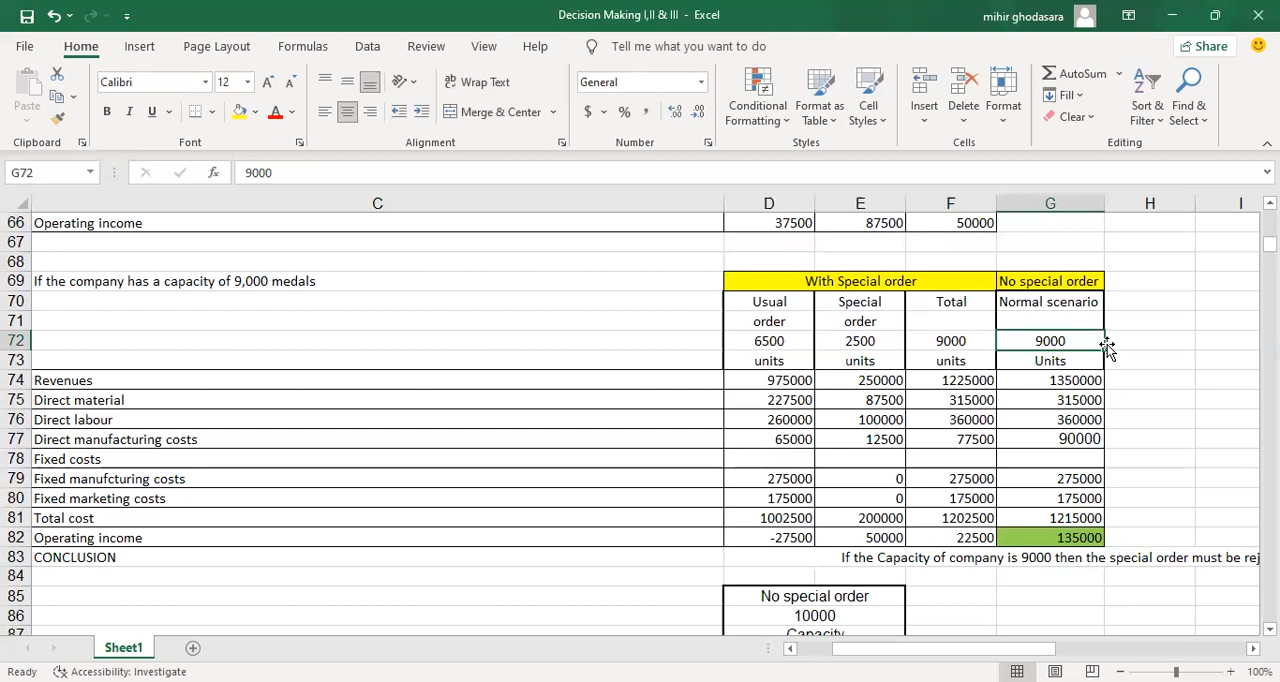 Decision Making I,II & III - Excel
mihir ghodasara
File Home Insert Page Layout Formulas Data Review View Help Tell me what you want to do Share
Paste
Calibri 12
B I U
Wrap Text
Merge & Center
General
$ % ,
Conditional Formatting
Format as Table
Cell Styles
Insert
Delete
Format
AutoSum
Fill
Clear
Sort & Filter
Find & Select
Clipboard Font Alignment Number Styles Cells Editing
G72 fx 9000
C D E F G H I
66 Operating income 37500 87500 50000
67
68
69 If the company has a capacity of 9,000 medals With Special order No special order
70 Usual Special Total Normal scenario
71 order order
72 6500 2500 9000 9000
73 units units units Units
74 Revenues 975000 250000 1225000 1350000
75 Direct material 227500 87500 315000 315000
76 Direct labour 260000 100000 360000 360000
77 Direct manufacturing costs 65000 12500 77500 90000
78 Fixed costs
79 Fixed manufcturing costs 275000 0 275000 275000
80 Fixed marketing costs 175000 0 175000 175000
81 Total cost 1002500 200000 1202500 1215000
82 Operating income -27500 50000 22500 135000
83 CONCLUSION If the Capacity of company is 9000 then the special order must be rej
84
85 No special order
86 10000
87 Capacity
Sheet1
Ready Accessibility: Investigate 100%